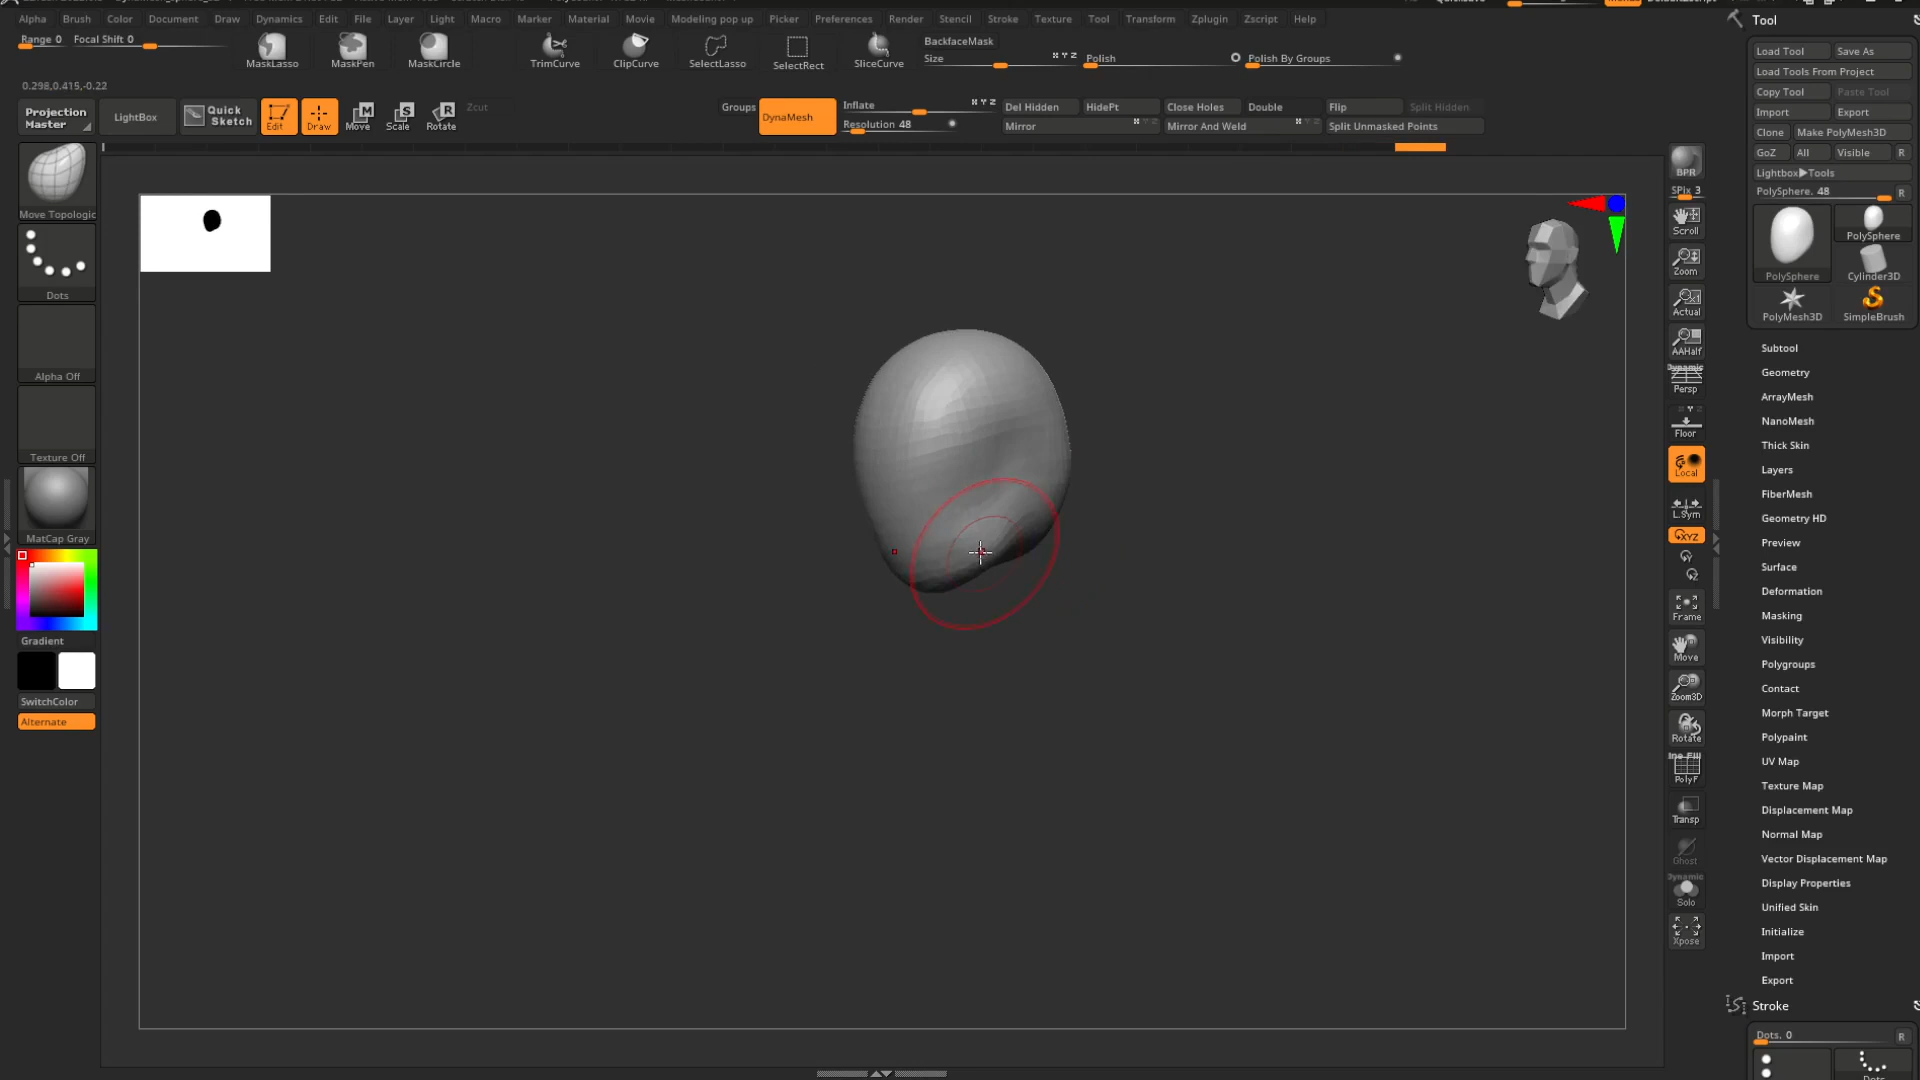 Alpha Brush Color Document Draw Dynamics Edit File Layer Light Macro Marker Material Movie Modeling pop up Picker Preferences Render Stencil Stroke Texture Tool Transform Zplugin Zscript Help
Range 0 Focal Shift 0
MaskLasso MaskPen MaskCircle TrimCurve ClipCurve SelectLasso SelectRect SliceCurve
BackfaceMask
Size
Polish
Polish By Groups
0.298,0.415,-0.22
Projection Master
LightBox
Quick Sketch
Edit Draw Move Scale Rotate
Zcut
Groups
DynaMesh
Inflate
Resolution 48
Del Hidden HidePt Close Holes Double Flip Split Hidden
Mirror Mirror And Weld Split Unmasked Points
Move Topologic
Dots
Alpha Off
Texture Off
MatCap Gray
Gradient
SwitchColor
Alternate
BPR
SPix 3
Scroll
Zoom
Actual
AAHalf
Dynamic
Persp
Floor
Local
L.Sym
XYZ
Frame
Move
Zoom3D
Rotate
PolyF
Transp
Ghost
Dynamic
Solo
Xpose
Tool
Load Tool Save As
Load Tools From Project
Copy Tool Paste Tool
Import Export
Clone Make PolyMesh3D
GoZ All Visible R
Lightbox▶Tools
PolySphere. 48 R
PolySphere PolySphere
Cylinder3D
PolyMesh3D SimpleBrush
Subtool
Geometry
ArrayMesh
NanoMesh
Thick Skin
Layers
FiberMesh
Geometry HD
Preview
Surface
Deformation
Masking
Visibility
Polygroups
Contact
Morph Target
Polypaint
UV Map
Texture Map
Displacement Map
Normal Map
Vector Displacement Map
Display Properties
Unified Skin
Initialize
Import
Export
Stroke
Dots. 0 R